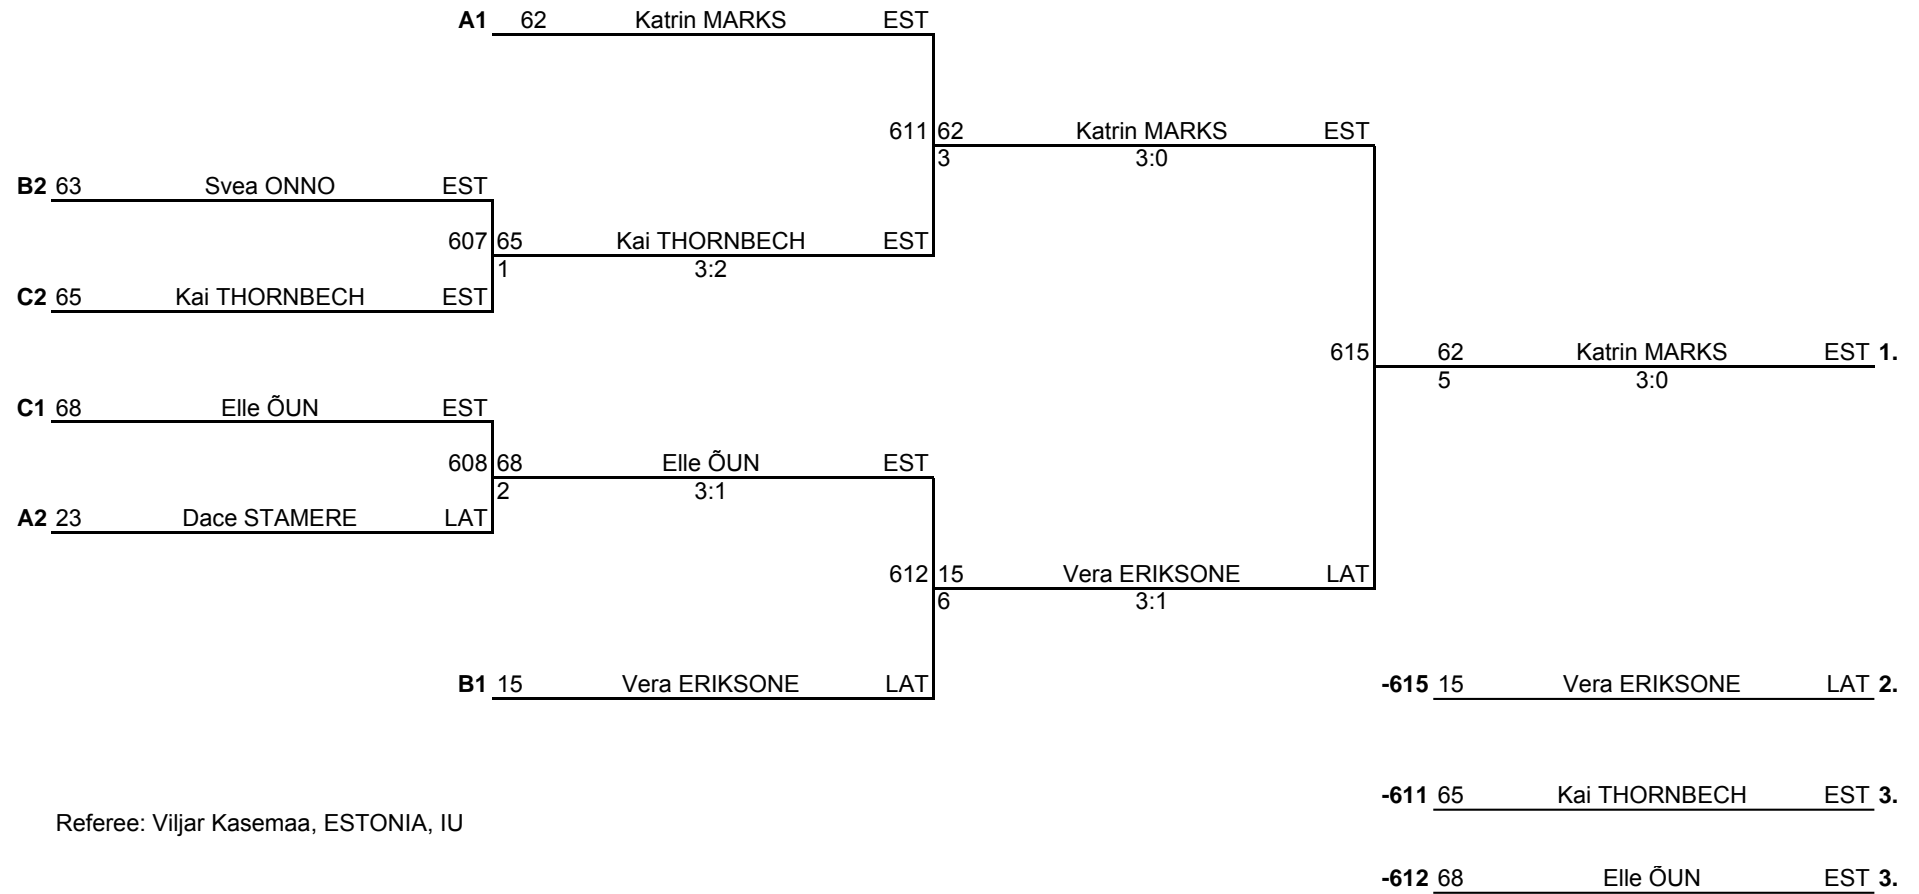 A1 62 Katrin MARKS EST
611 62 Katrin MARKS EST
3 3:0
B2 63 Svea ONNO EST
607 65 Kai THORNBECH EST
1 3:2
C2 65 Kai THORNBECH EST
615 62 Katrin MARKS EST 1.
5 3:0
C1 68 Elle ÕUN EST
608 68 Elle ÕUN EST
2 3:1
A2 23 Dace STAMERE LAT
612 15 Vera ERIKSONE LAT
6 3:1
B1 15 Vera ERIKSONE LAT
-615 15 Vera ERIKSONE LAT 2.
-611 65 Kai THORNBECH EST 3.
Referee: Viljar Kasemaa, ESTONIA, IU
-612 68 Elle ÕUN EST 3.